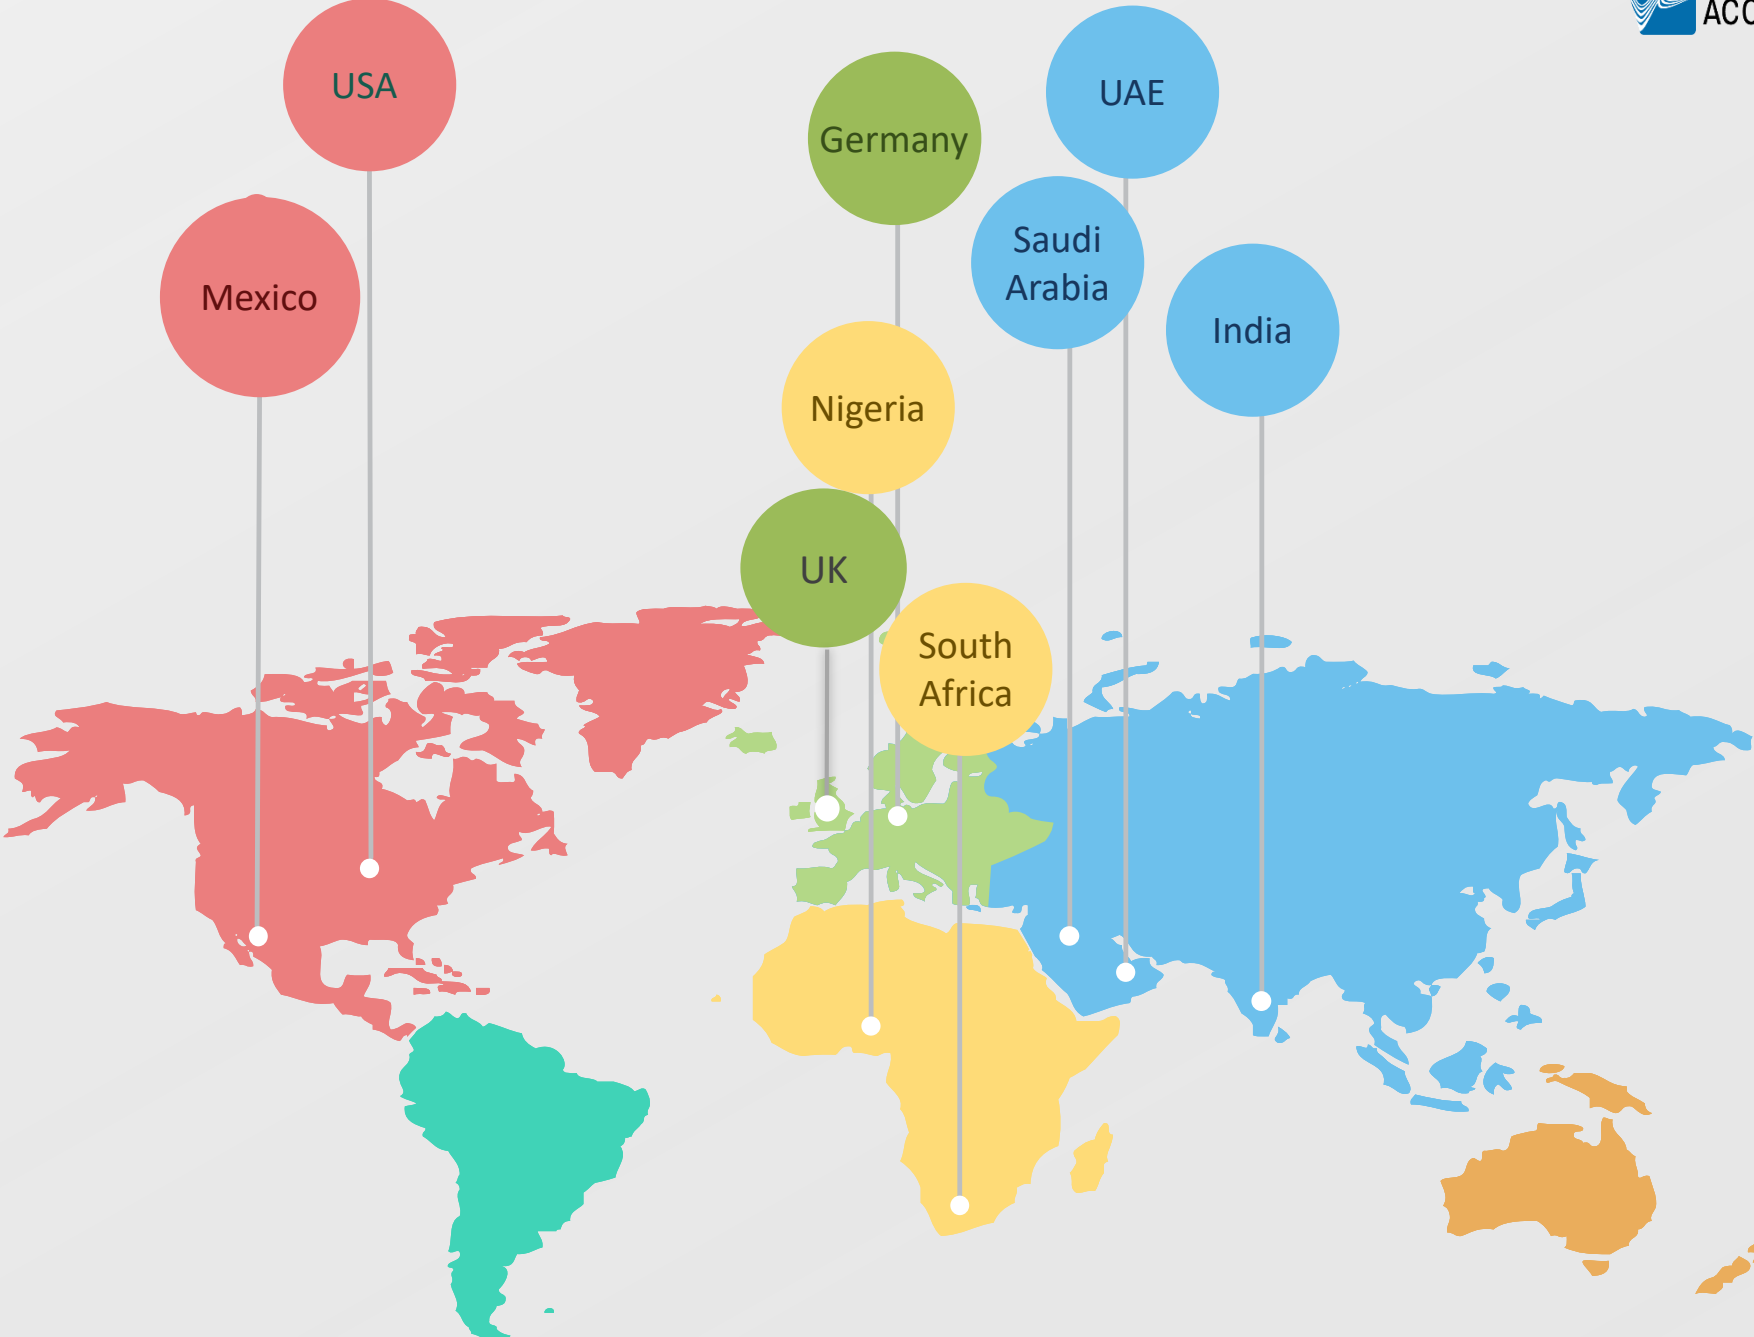 USA
UAE
Germany
Saudi
Arabia
Mexico
India
Nigeria
UK
South
Africa